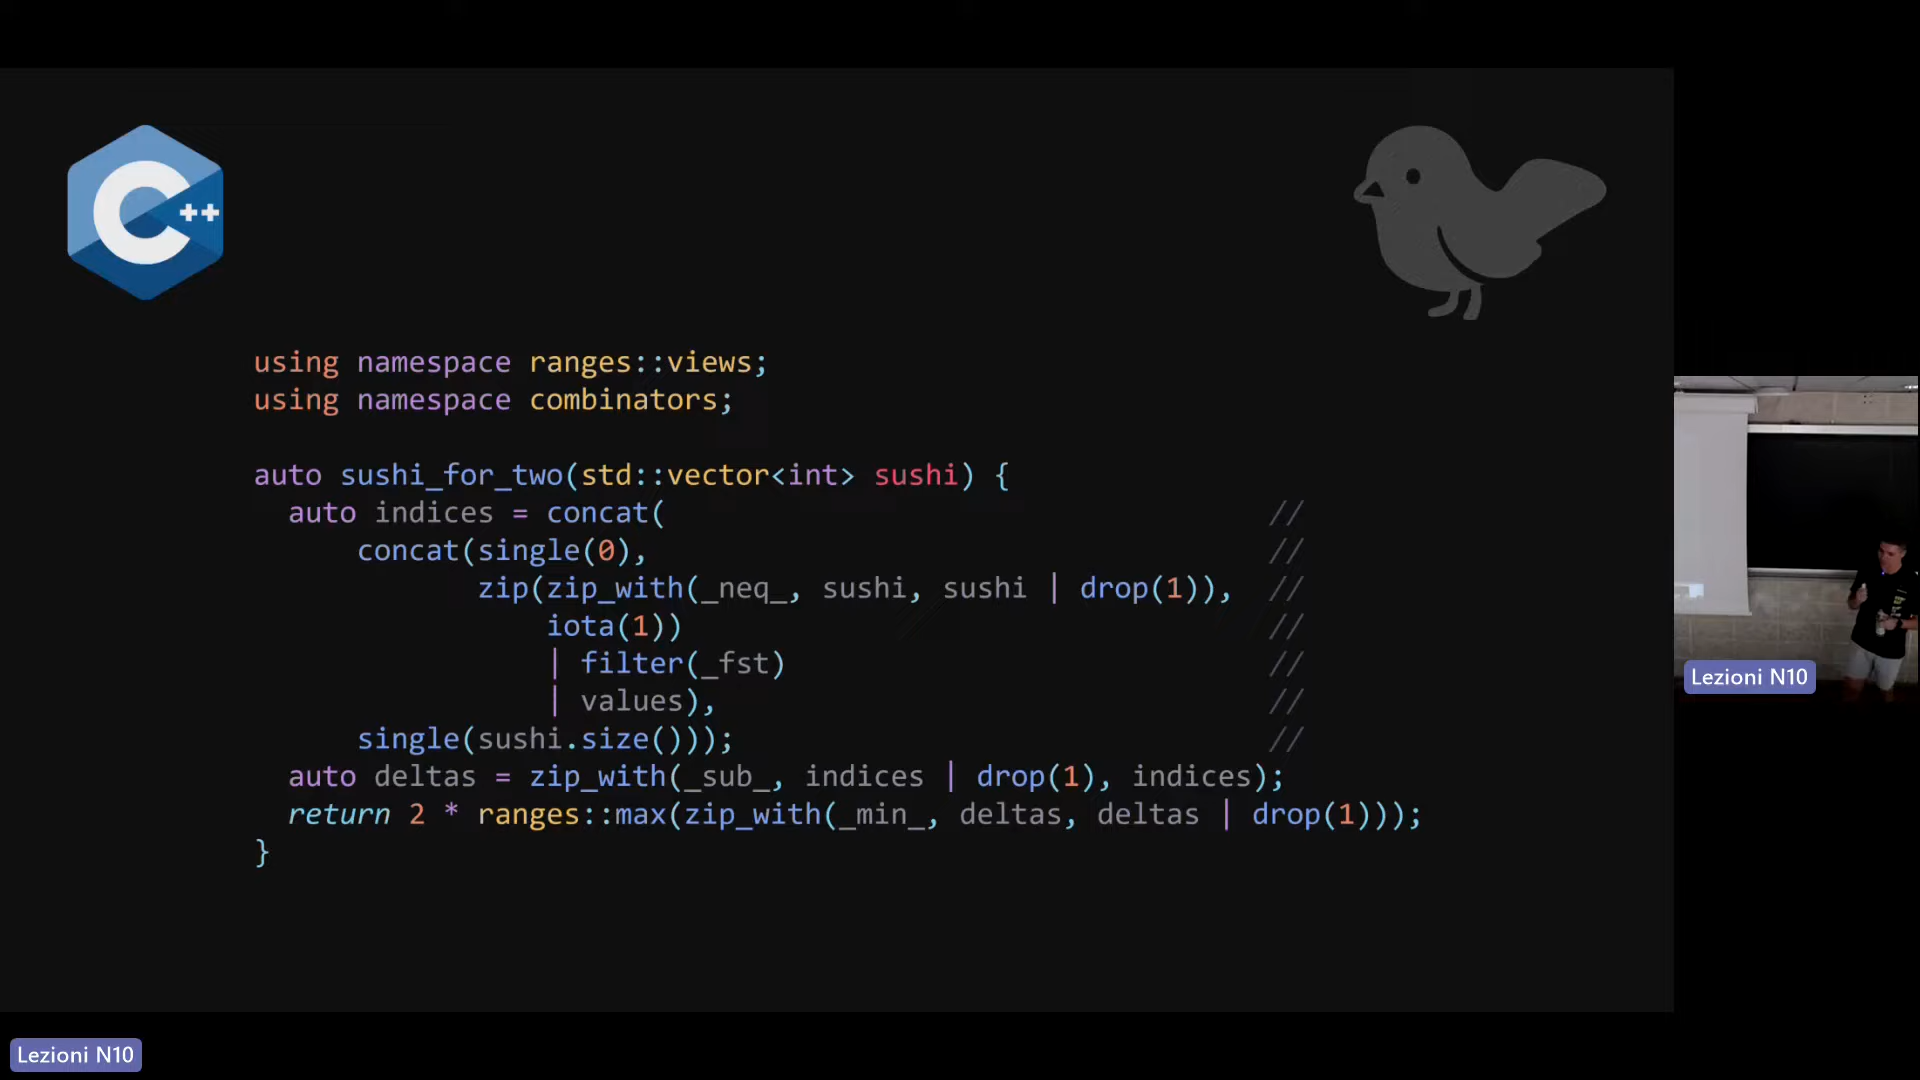 C++
using namespace ranges::views;
using namespace combinators;
auto sushi_for_two(std::vector<int> sushi) {
  auto indices = concat(                                   //
      concat(single(0),                                    //
             zip(zip_with(_neq_, sushi, sushi | drop(1)),  //
                 iota(1))                                  //
                 | filter(_fst)                            //
                 | values),                                //
      single(sushi.size()));                               //
  auto deltas = zip_with(_sub_, indices | drop(1), indices);
  return 2 * ranges::max(zip_with(_min_, deltas, deltas | drop(1)));
}
Lezioni N10
Lezioni N10